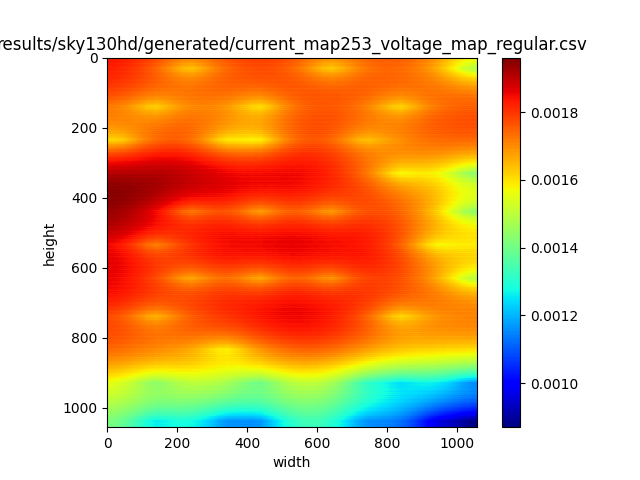 results/sky130hd/generated/current_map253_voltage_map_regular.csv
0
200
400
600
800
1000
height
0 200 400 600 800 1000
width
0.0018
0.0016
0.0014
0.0012
0.0010